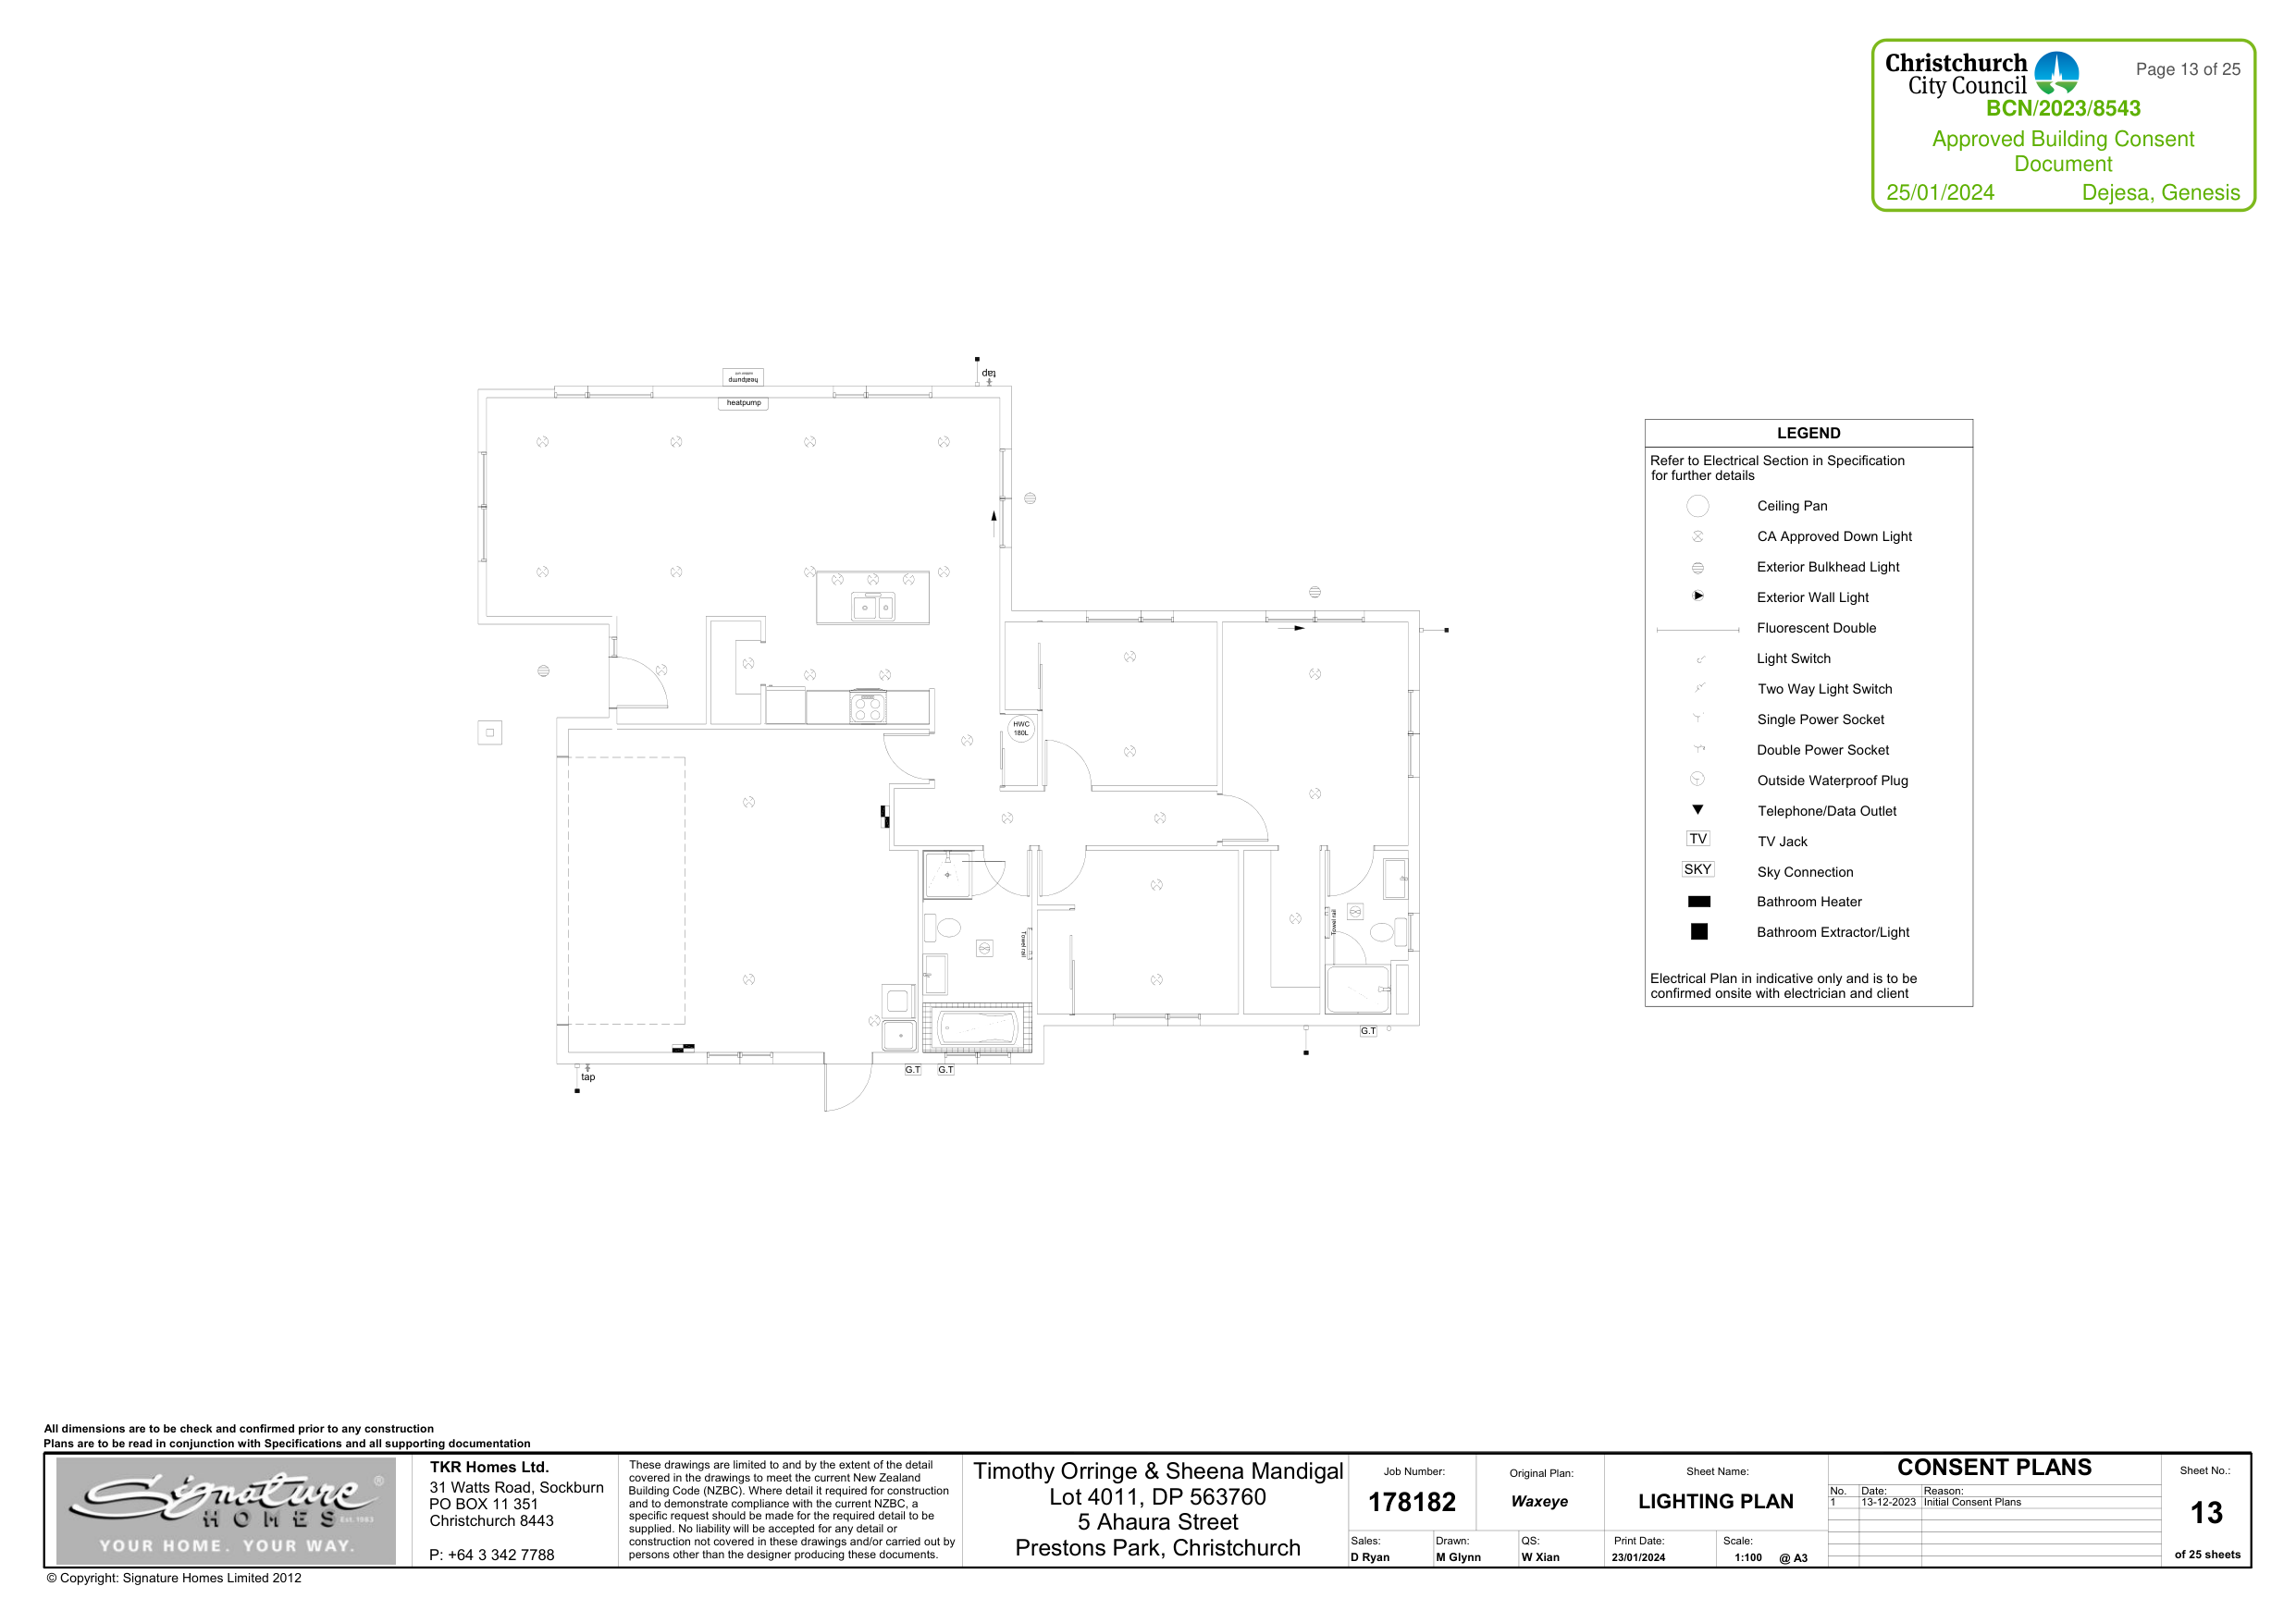 Christchurch
City Council
Page 13 of 25
BCN/2023/8543
Approved Building Consent
Document
25/01/2024 Dejesa, Genesis
heatpump
heatpump
tap
HWC
180L
Towel rail
Towel rail
G.T
G.T
G.T
tap
LEGEND
Refer to Electrical Section in Specification
for further details
Ceiling Pan
CA Approved Down Light
Exterior Bulkhead Light
Exterior Wall Light
Fluorescent Double
Light Switch
Two Way Light Switch
Single Power Socket
Double Power Socket
Outside Waterproof Plug
Telephone/Data Outlet
TV TV Jack
SKY Sky Connection
Bathroom Heater
Bathroom Extractor/Light
Electrical Plan in indicative only and is to be
confirmed onsite with electrician and client
All dimensions are to be check and confirmed prior to any construction
Plans are to be read in conjunction with Specifications and all supporting documentation
Signature
HOMES Est. 1983
®
YOUR HOME. YOUR WAY.
TKR Homes Ltd.
31 Watts Road, Sockburn
PO BOX 11 351
Christchurch 8443
P: +64 3 342 7788
These drawings are limited to and by the extent of the detail
covered in the drawings to meet the current New Zealand
Building Code (NZBC). Where detail it required for construction
and to demonstrate compliance with the current NZBC, a
specific request should be made for the required detail to be
supplied. No liability will be accepted for any detail or
construction not covered in these drawings and/or carried out by
persons other than the designer producing these documents.
Timothy Orringe & Sheena Mandigal
Lot 4011, DP 563760
5 Ahaura Street
Prestons Park, Christchurch
Job Number:
178182
Original Plan:
Waxeye
Sheet Name:
LIGHTING PLAN
Sales:
D Ryan
Drawn:
M Glynn
QS:
W Xian
Print Date:
23/01/2024
Scale:
1:100 @ A3
CONSENT PLANS
No. Date: Reason:
1 13-12-2023 Initial Consent Plans
Sheet No.:
13
of 25 sheets
© Copyright: Signature Homes Limited 2012